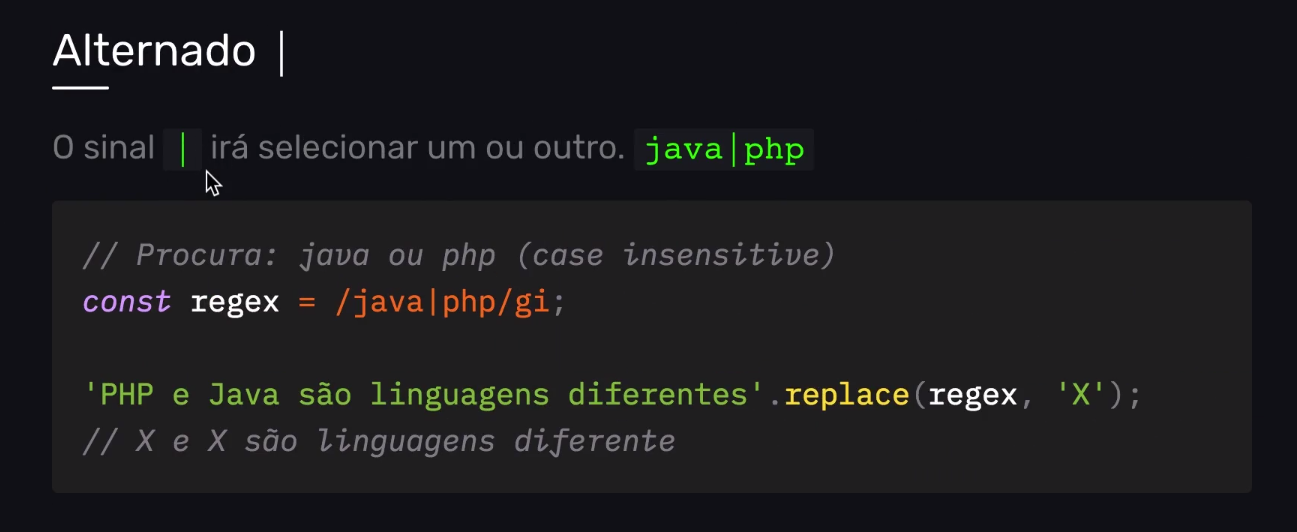 Alternado |
O sinal | irá selecionar um ou outro. java|php
// Procura: java ou php (case insensitive)
const regex = /java|php/gi;
'PHP e Java são linguagens diferentes'.replace(regex, 'X');
// X e X são linguagens diferente